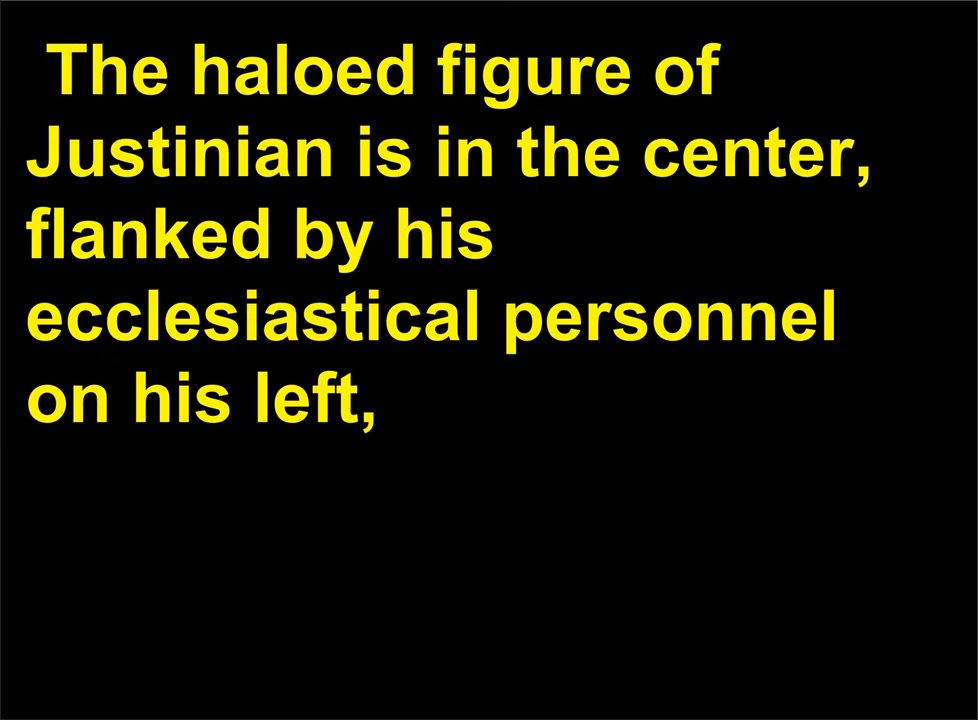 The haloed figure of
Justinian is in the center,
flanked by his
ecclesiastical personnel
on his left,